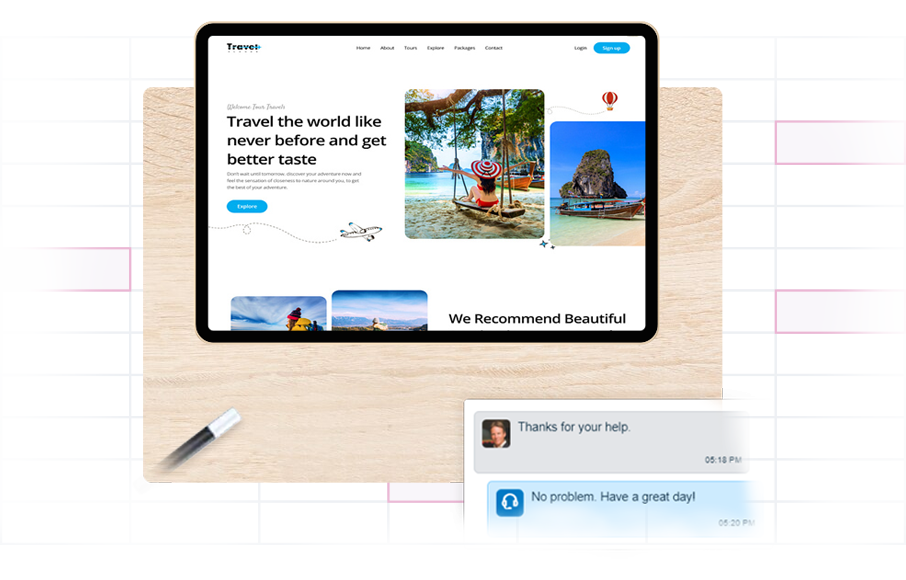 Travel
Home About Tours Explore Packages Contact
Login Sign up
Welcome Tour Travels
Travel the world like
never before and get
better taste
Don't wait until tomorrow, discover your adventure now and
feel the sensation of closeness to nature around you, to get
the best of your adventure.
Explore
We Recommend Beautiful
Thanks for your help.
05:18 PM
No problem. Have a great day!
05:20 PM